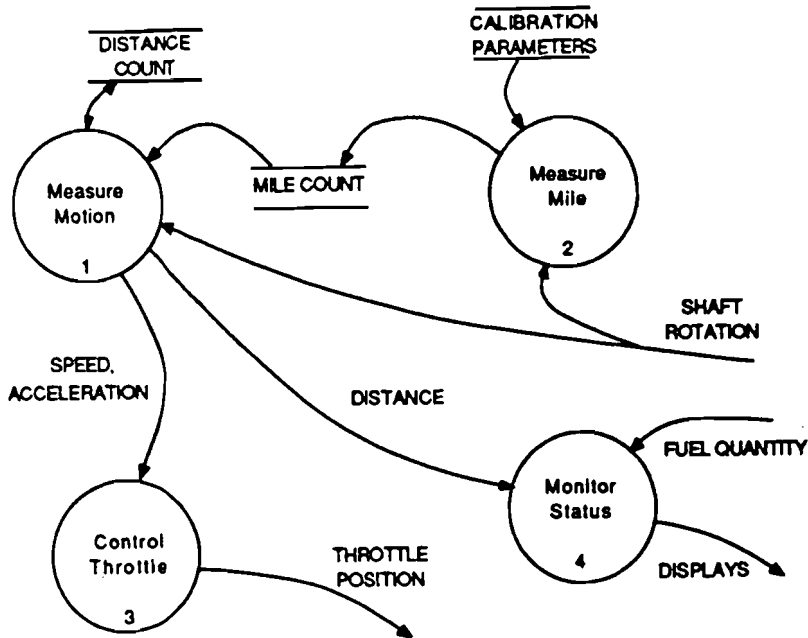 DISTANCE
COUNT
CALIBRATION
PARAMETERS
Measure
Motion
1
MILE COUNT
Measure
Mile
2
SHAFT
ROTATION
SPEED,
ACCELERATION
DISTANCE
FUEL QUANTITY
Monitor
Status
4
Control
Throttle
3
THROTTLE
POSITION
DISPLAYS